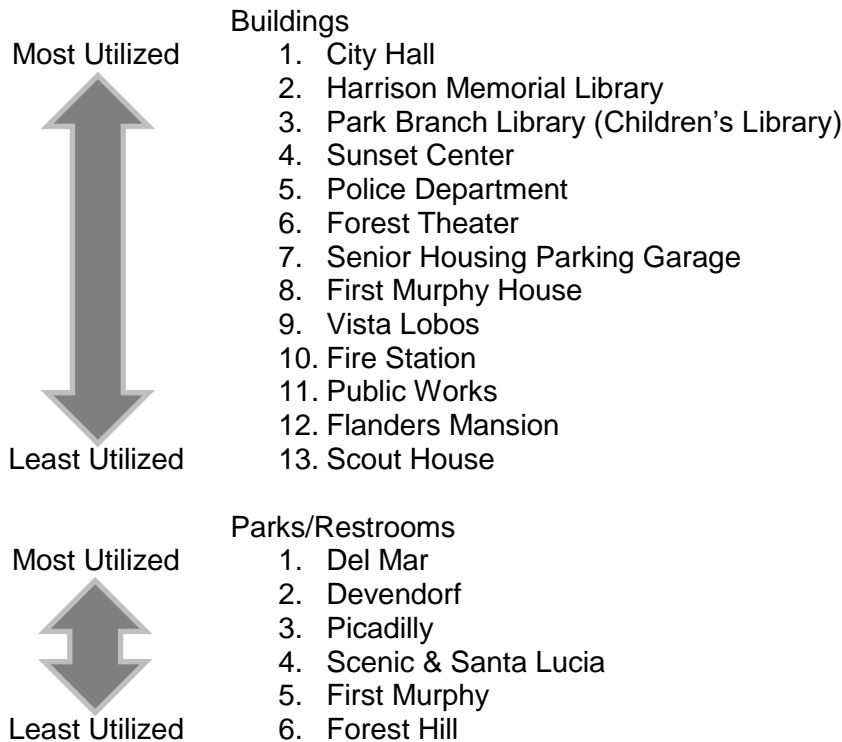 Buildings
Most Utilized
1. City Hall
2. Harrison Memorial Library
3. Park Branch Library (Children's Library)
4. Sunset Center
5. Police Department
6. Forest Theater
7. Senior Housing Parking Garage
8. First Murphy House
9. Vista Lobos
10. Fire Station
11. Public Works
12. Flanders Mansion
Least Utilized
13. Scout House
Parks/Restrooms
Most Utilized
1. Del Mar
2. Devendorf
3. Picadilly
4. Scenic & Santa Lucia
5. First Murphy
Least Utilized
6. Forest Hill